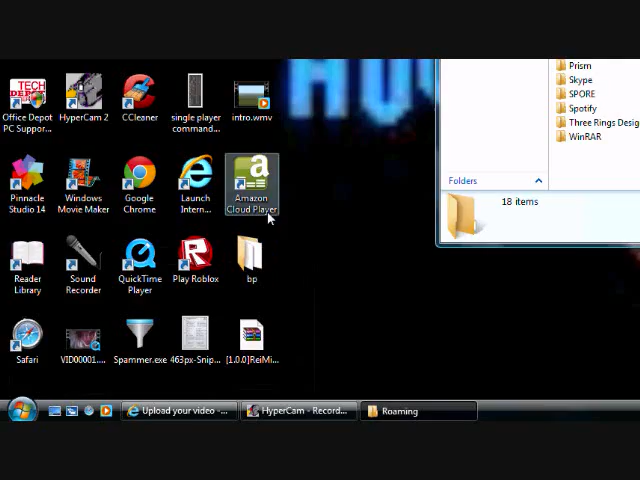 Prism
Skype
SPORE
Spotify
Three Rings Desig
WinRAR
Folders
18 items
TECH
DEPOT
Office Depot
PC Suppor...
HyperCam 2
CCleaner
single player
command...
intro.wmv
Pinnacle
Studio 14
Windows
Movie Maker
Google
Chrome
Launch
Intern...
a
Amazon
Cloud Player
Reader
Library
Sound
Recorder
QuickTime
Player
Play Roblox
bp
Safari
VID00001....
Spammer.exe
463px-Snip...
[1.0.0]ReiMi...
Upload your video -...
HyperCam - Record...
Roaming